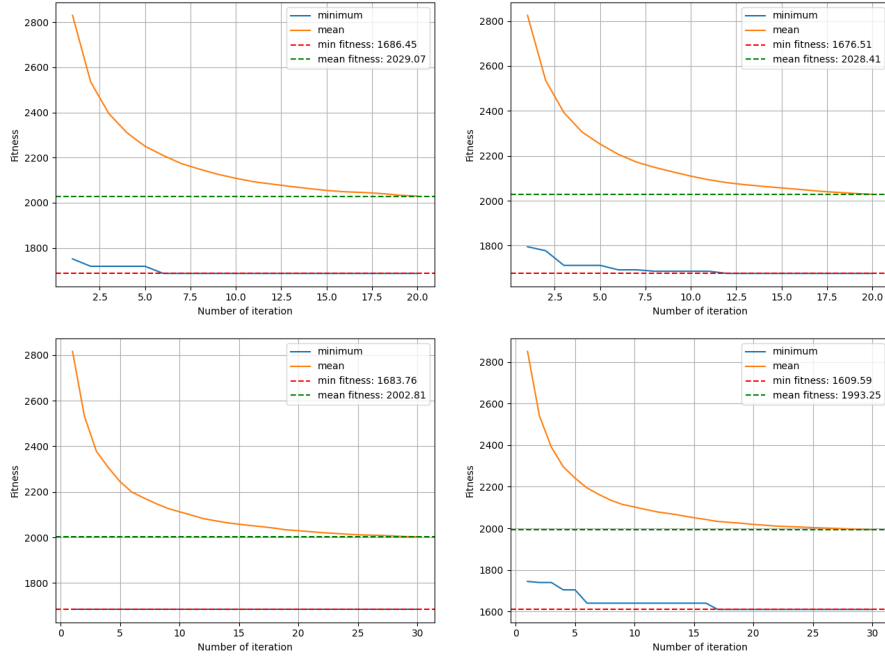 minimum
mean
min fitness: 1686.45
mean fitness: 2029.07
2800
2600
2400
2200
2000
1800
Fitness
2.5 5.0 7.5 10.0 12.5 15.0 17.5 20.0
Number of iteration
minimum
mean
min fitness: 1676.51
mean fitness: 2028.41
2800
2600
2400
2200
2000
1800
Fitness
2.5 5.0 7.5 10.0 12.5 15.0 17.5 20.0
Number of iteration
minimum
mean
min fitness: 1683.76
mean fitness: 2002.81
2800
2600
2400
2200
2000
1800
Fitness
0 5 10 15 20 25 30
Number of iteration
minimum
mean
min fitness: 1609.59
mean fitness: 1993.25
2800
2600
2400
2200
2000
1800
1600
Fitness
0 5 10 15 20 25 30
Number of iteration